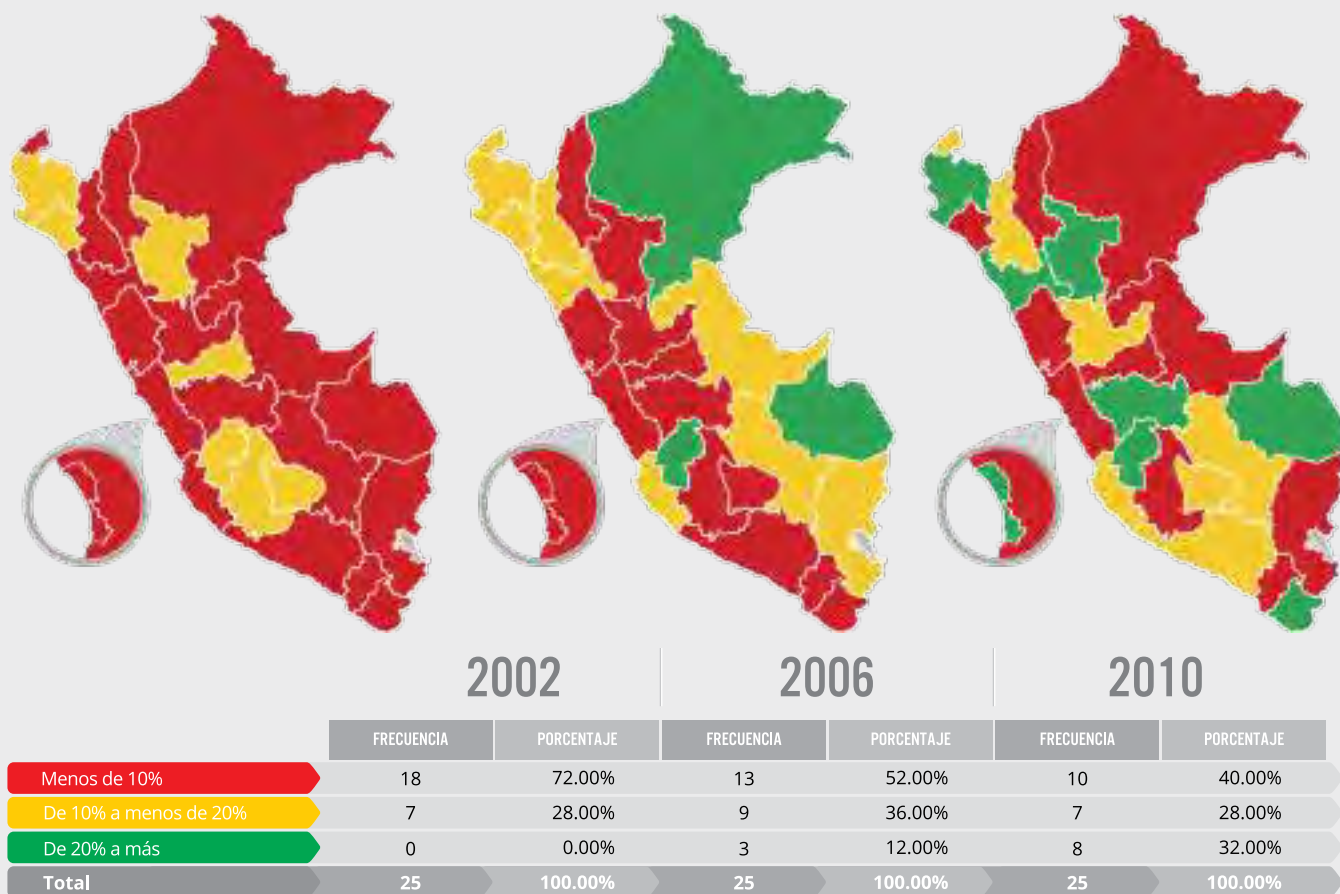 2002 2006 2010
FRECUENCIA PORCENTAJE FRECUENCIA PORCENTAJE FRECUENCIA PORCENTAJE
Menos de 10% 18 72.00% 13 52.00% 10 40.00%
De 10% a menos de 20% 7 28.00% 9 36.00% 7 28.00%
De 20% a más 0 0.00% 3 12.00% 8 32.00%
Total 25 100.00% 25 100.00% 25 100.00%